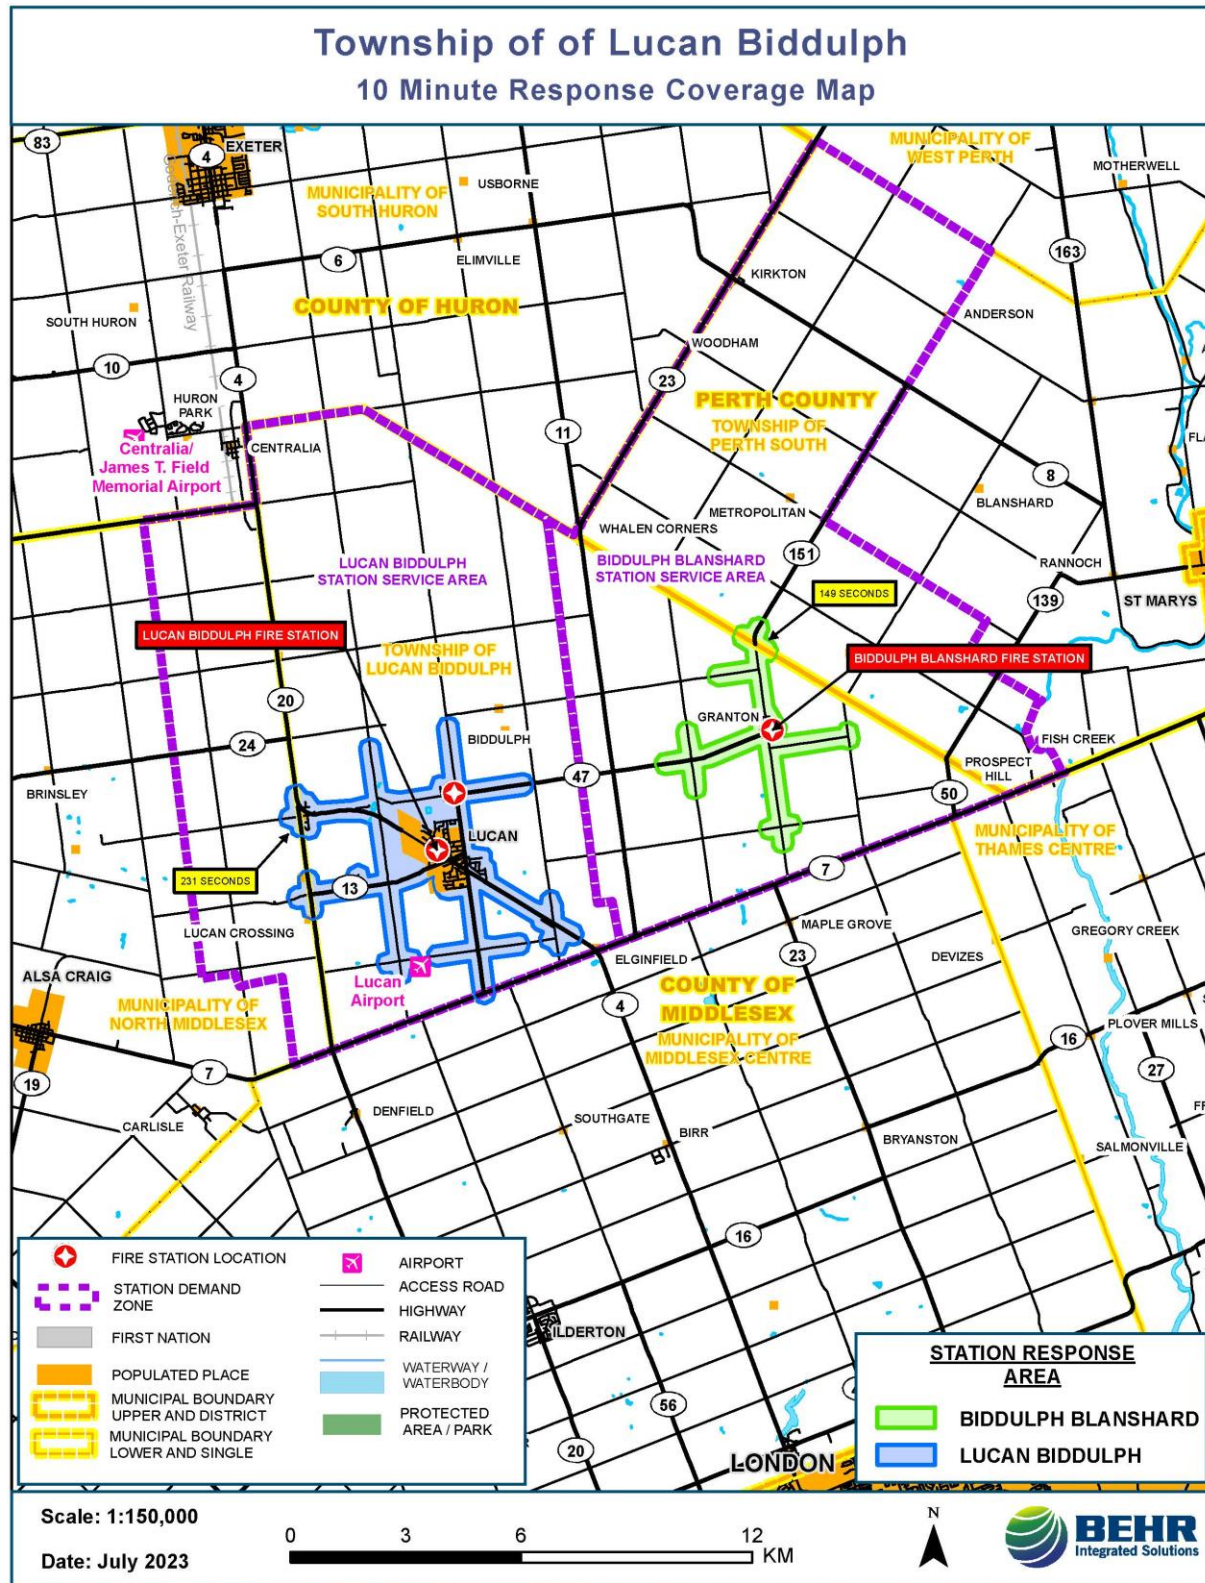 Township of of Lucan Biddulph
10 Minute Response Coverage Map
83
4
EXETER
USBORNE
MUNICIPALITY OF
SOUTH HURON
MUNICIPALITY OF
WEST PERTH
MOTHERWELL
6
ELIMVILLE
KIRKTON
163
COUNTY OF HURON
SOUTH HURON
ANDERSON
10
4
WOODHAM
23
HURON
PARK
PERTH COUNTY
TOWNSHIP OF
PERTH SOUTH
11
CENTRALIA
Centralia/
James T. Field
Memorial Airport
8
BLANSHARD
METROPOLITAN
WHALEN CORNERS
151
RANNOCH
LUCAN BIDDULPH
STATION SERVICE AREA
BIDDULPH BLANSHARD
STATION SERVICE AREA
149 SECONDS
139
ST MARYS
LUCAN BIDDULPH FIRE STATION
TOWNSHIP OF
LUCAN BIDDULPH
BIDDULPH BLANSHARD FIRE STATION
20
GRANTON
24
BIDDULPH
FISH CREEK
PROSPECT
HILL
47
50
BRINSLEY
LUCAN
MUNICIPALITY OF
THAMES CENTRE
231 SECONDS
13
7
LUCAN CROSSING
MAPLE GROVE
GREGORY CREEK
ELGINFIELD
23
DEVIZES
ALSA CRAIG
Lucan
Airport
COUNTY OF
MIDDLESEX
MUNICIPALITY OF
MIDDLESEX CENTRE
MUNICIPALITY OF
NORTH MIDDLESEX
4
PLOVER MILLS
16
7
19
27
DENFIELD
SOUTHGATE
CARLISLE
BIRR
BRYANSTON
SALMONVILLE
16
ILDERTON
56
20
LONDON
FIRE STATION LOCATION
STATION DEMAND
ZONE
FIRST NATION
POPULATED PLACE
MUNICIPAL BOUNDARY
UPPER AND DISTRICT
MUNICIPAL BOUNDARY
LOWER AND SINGLE
AIRPORT
ACCESS ROAD
HIGHWAY
RAILWAY
WATERWAY /
WATERBODY
PROTECTED
AREA / PARK
STATION RESPONSE
AREA
BIDDULPH BLANSHARD
LUCAN BIDDULPH
Scale: 1:150,000
Date: July 2023
0 3 6 12
KM
N
BEHR
Integrated Solutions